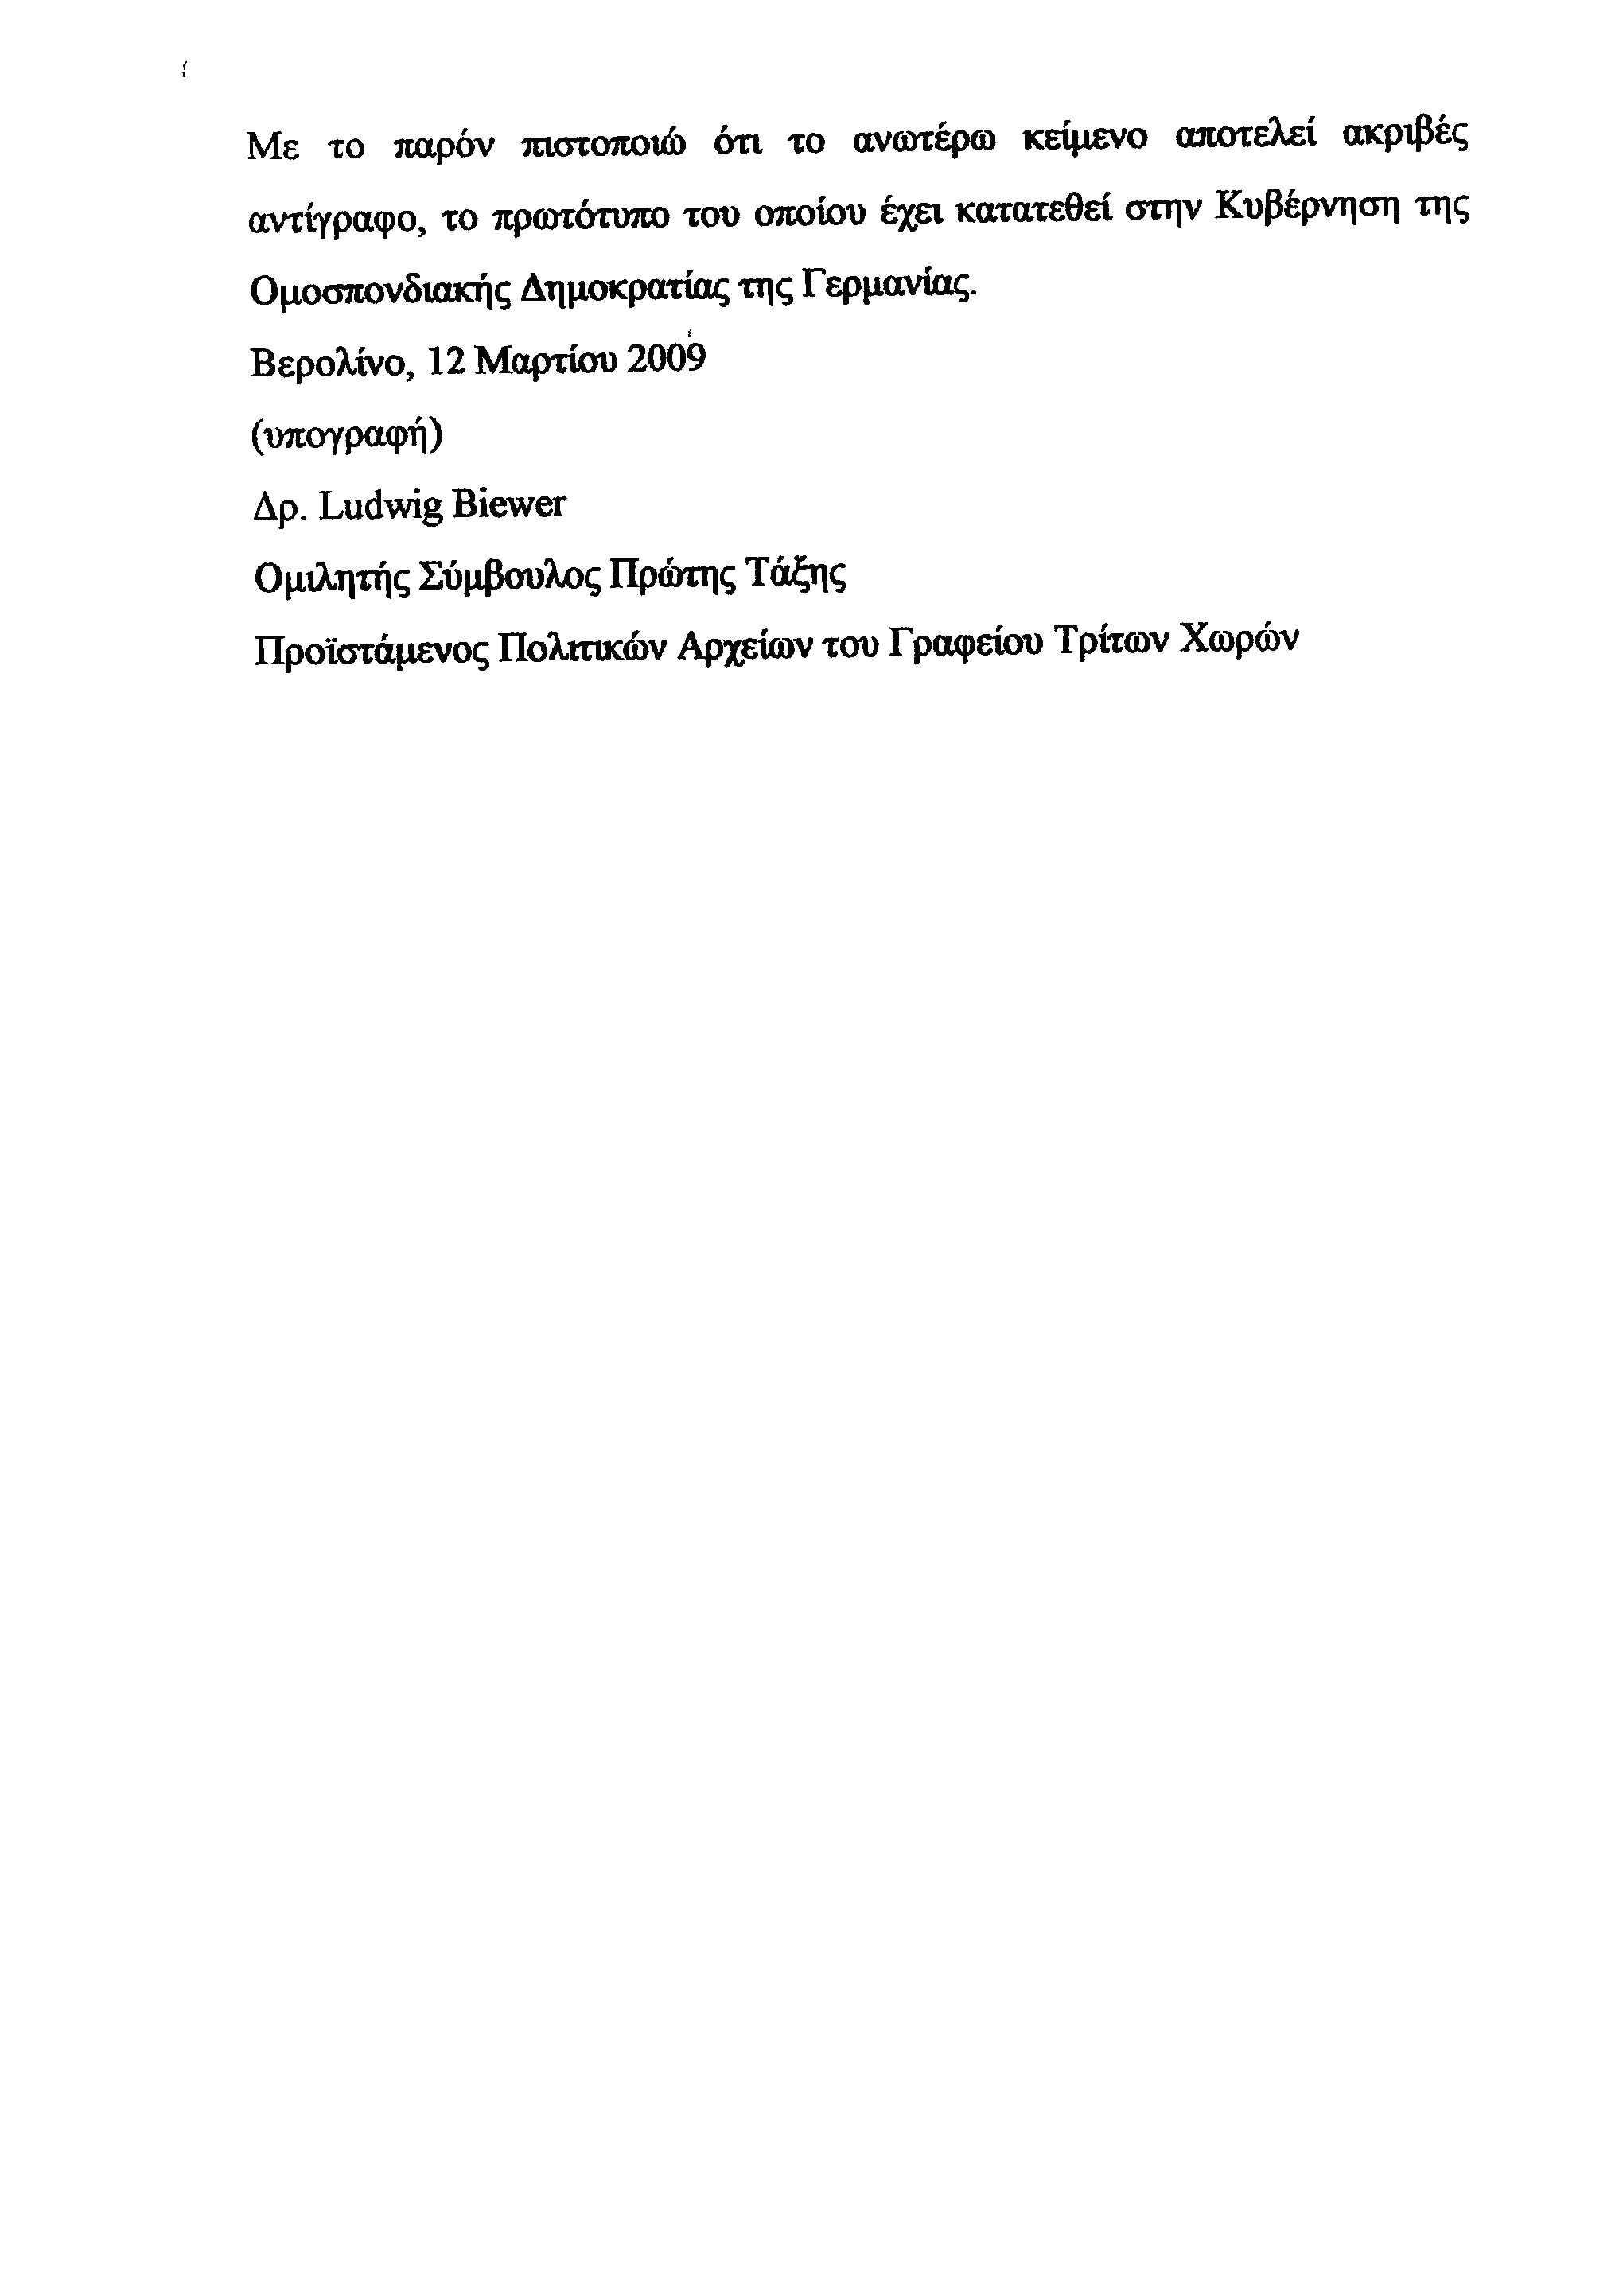 Με το παρόν πιστοποιώ ότι το ανωτέρω κείμενο αποτελεί ακριβές
αντίγραφο, το πρωτότυπο του οποίου έχει κατατεθεί στην Κυβέρνηση της
Ομοσπονδιακής Δημοκρατίας της Γερμανίας.
Βερολίνο, 12 Μαρτίου 2009
(υπογραφή)
Δρ. Ludwig Biewer
Ομιλητής Σύμβουλος Πρώτης Τάξης
Προϊστάμενος Πολιτικών Αρχείων του Γραφείου Τρίτων Χωρών